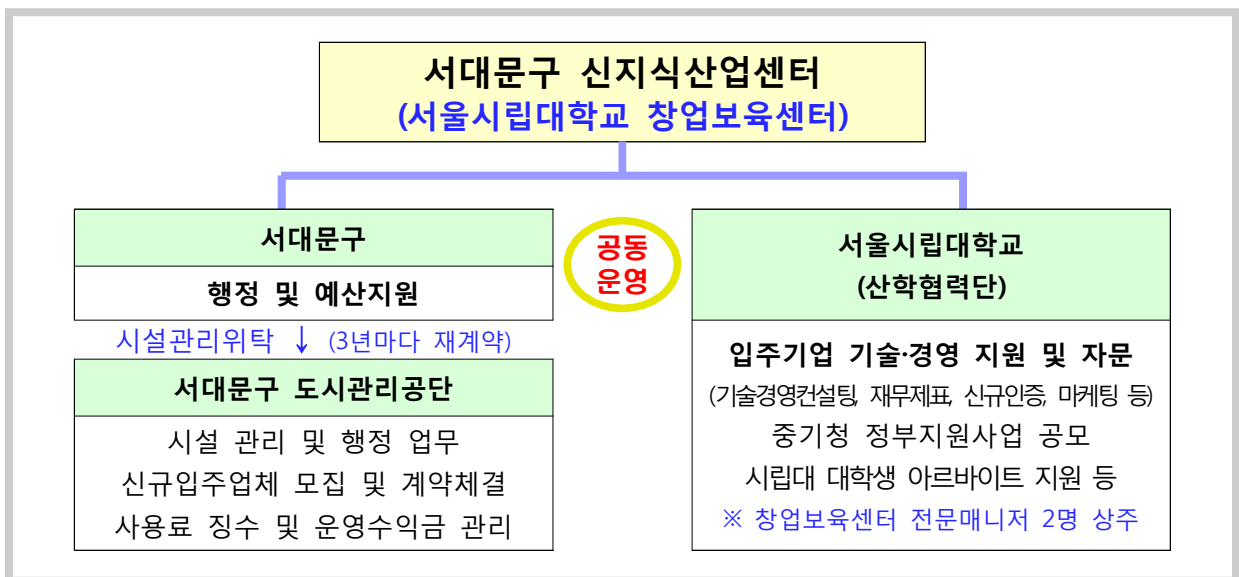 서대문구 신지식산업센터
(서울시립대학교 창업보육센터)
서대문구
행정 및 예산지원
시설관리위탁 ↓ (3년마다 재계약)
서대문구 도시관리공단
시설 관리 및 행정 업무
신규입주업체 모집 및 계약체결
사용료 징수 및 운영수익금 관리
공동
운영
서울시립대학교
(산학협력단)
입주기업 기술·경영 지원 및 자문
(기술경영컨설팅, 재무제표, 신규인증, 마케팅 등)
중기청 정부지원사업 공모
시립대 대학생 아르바이트 지원 등
※ 창업보육센터 전문매니저 2명 상주